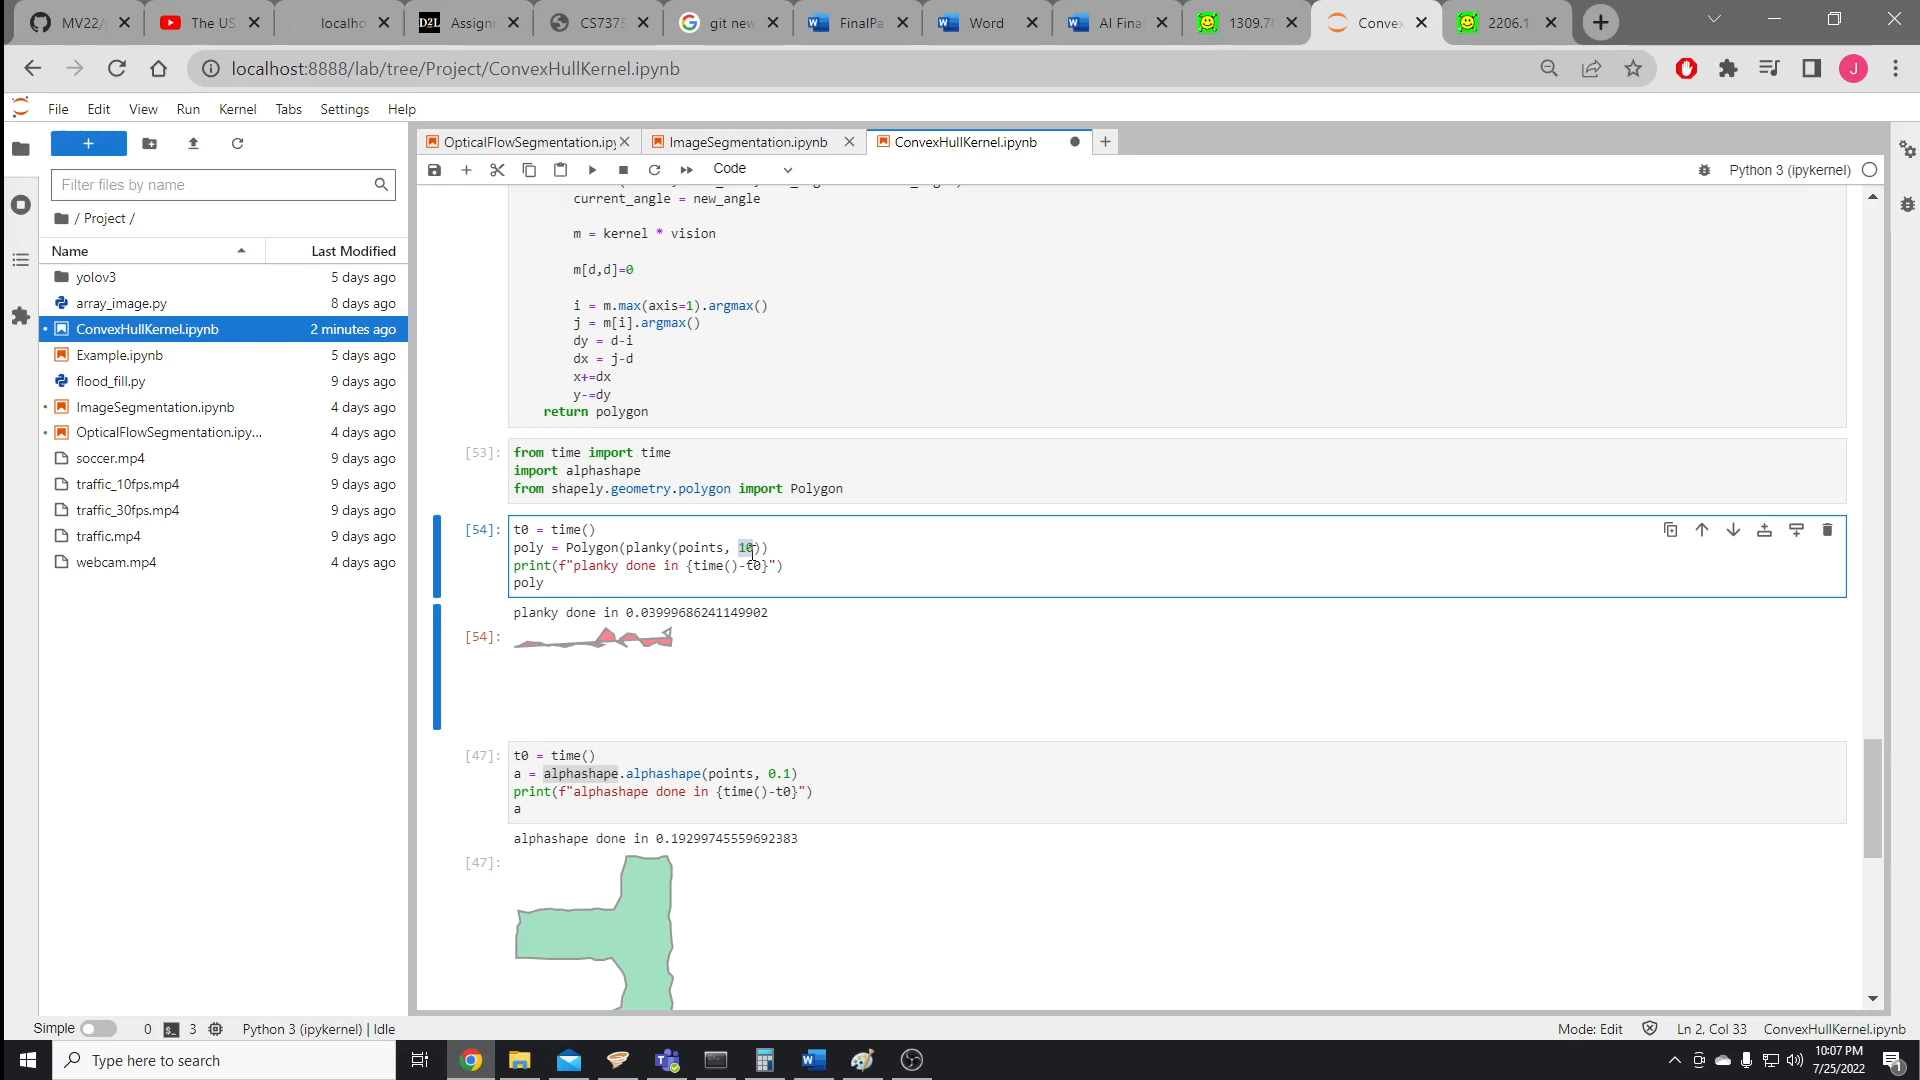 MV22/
The US
localho
D2L
Assignm
CS7375
git new
FinalPa
Word
AI Fina
1309.78
Convex
2206.1
localhost:8888/lab/tree/Project/ConvexHullKernel.ipynb
J
File Edit View Run Kernel Tabs Settings Help
+
Filter files by name
/ Project /
Name Last Modified
yolov3 5 days ago
array_image.py 8 days ago
ConvexHullKernel.ipynb 2 minutes ago
Example.ipynb 5 days ago
flood_fill.py 9 days ago
ImageSegmentation.ipynb 4 days ago
OpticalFlowSegmentation.ipy... 4 days ago
soccer.mp4 9 days ago
traffic_10fps.mp4 9 days ago
traffic_30fps.mp4 9 days ago
traffic.mp4 9 days ago
webcam.mp4 4 days ago
OpticalFlowSegmentation.ipy
ImageSegmentation.ipynb
ConvexHullKernel.ipynb
Code
Python 3 (ipykernel)
current_angle = new_angle
m = kernel * vision
m[d,d]=0
i = m.max(axis=1).argmax()
j = m[i].argmax()
dy = d-i
dx = j-d
x+=dx
y-=dy
return polygon
[53]: from time import time
import alphashape
from shapely.geometry.polygon import Polygon
[54]: t0 = time()
poly = Polygon(planky(points, 10))
print(f"planky done in {time()-t0}")
poly
planky done in 0.03999686241149902
[54]:
[47]: t0 = time()
a = alphashape.alphashape(points, 0.1)
print(f"alphashape done in {time()-t0}")
a
alphashape done in 0.19299745559692383
[47]:
Simple 0 3 Python 3 (ipykernel) | Idle
Mode: Edit Ln 2, Col 33 ConvexHullKernel.ipynb
Type here to search
10:07 PM
7/25/2022
1